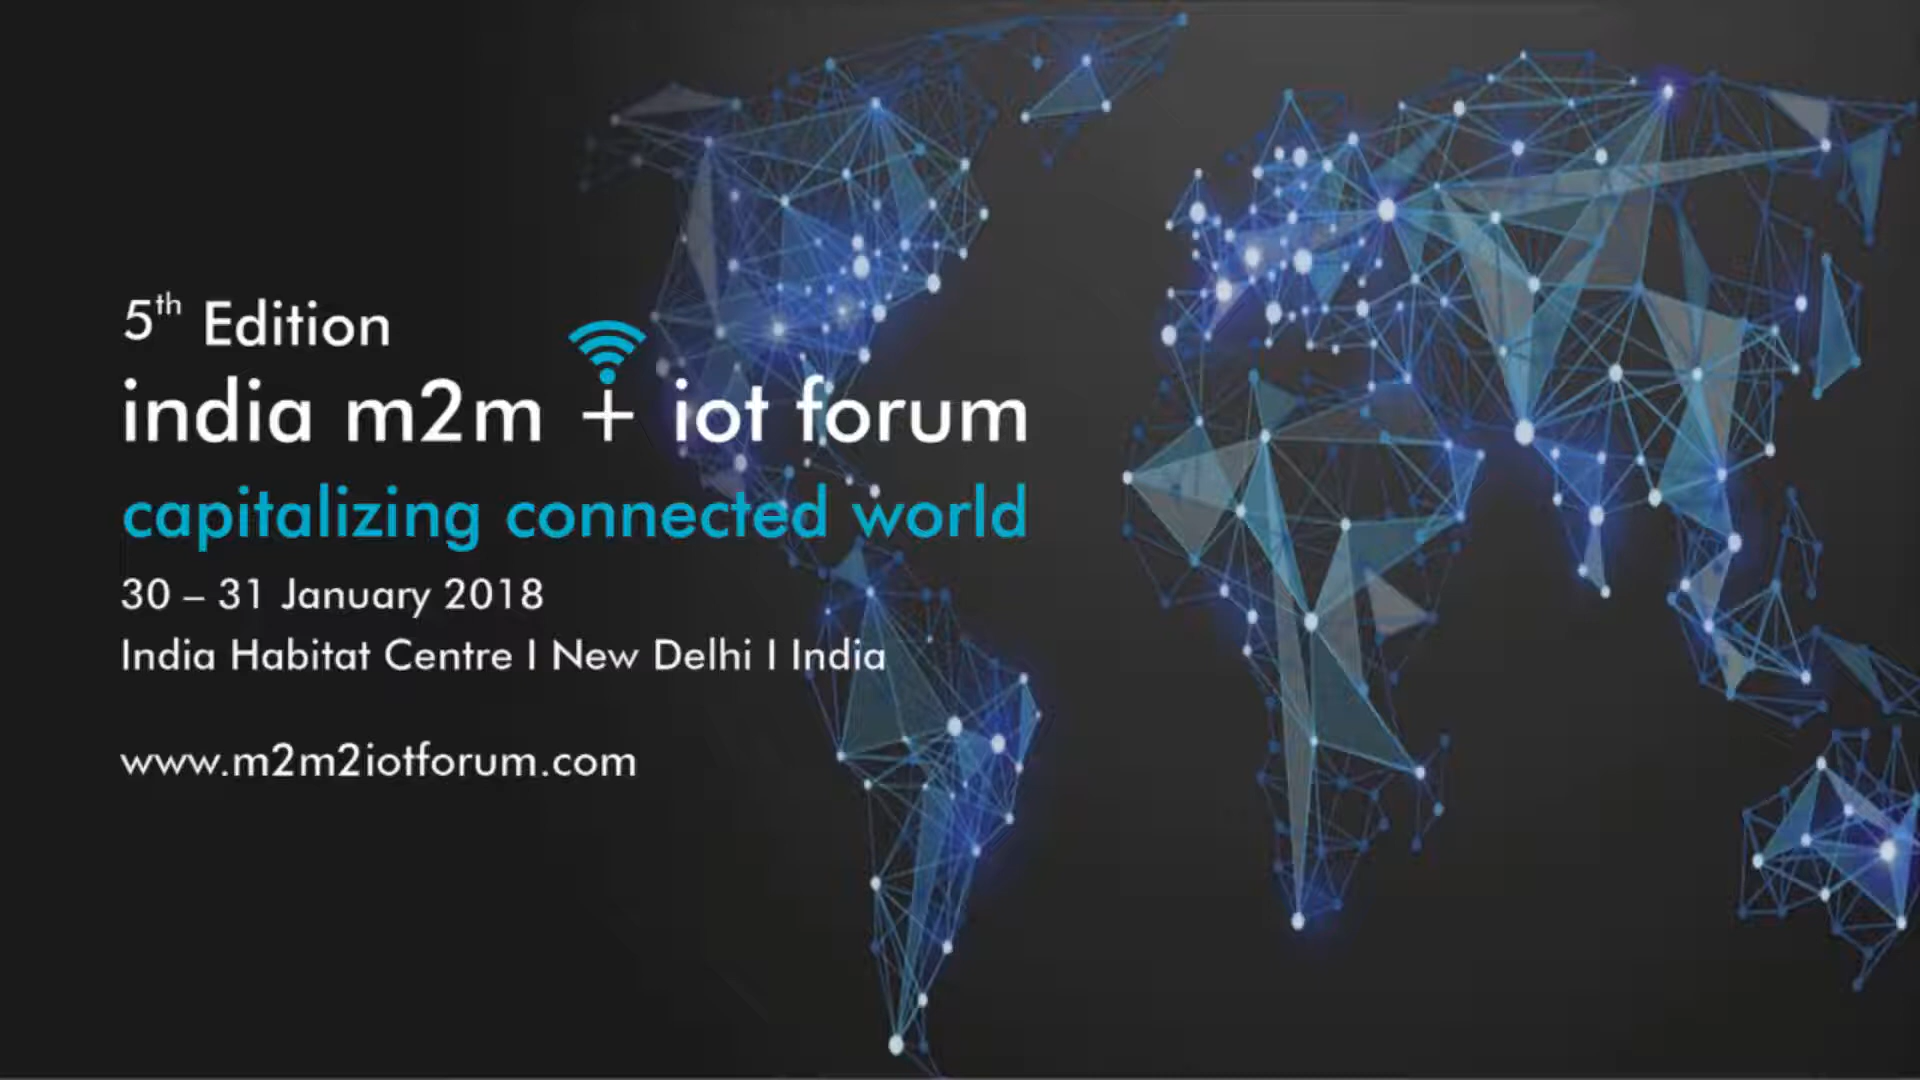 5th Edition
india m2m + iot forum
capitalizing connected world
30 – 31 January 2018
India Habitat Centre I New Delhi I India
www.m2m2iotforum.com